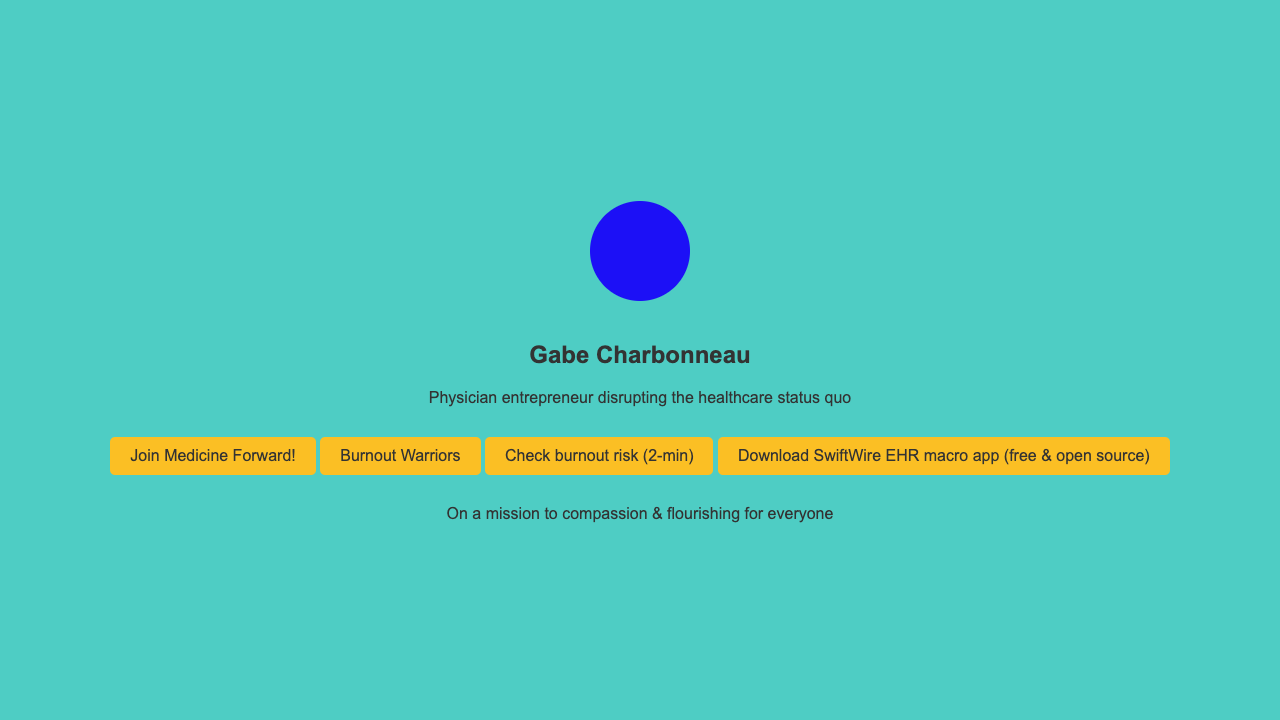 Gabe Charbonneau
Physician entrepreneur disrupting the healthcare status quo
Join Medicine Forward! Burnout Warriors Check burnout risk (2-min) Download SwiftWire EHR macro app (free & open source)
On a mission to compassion & flourishing for everyone